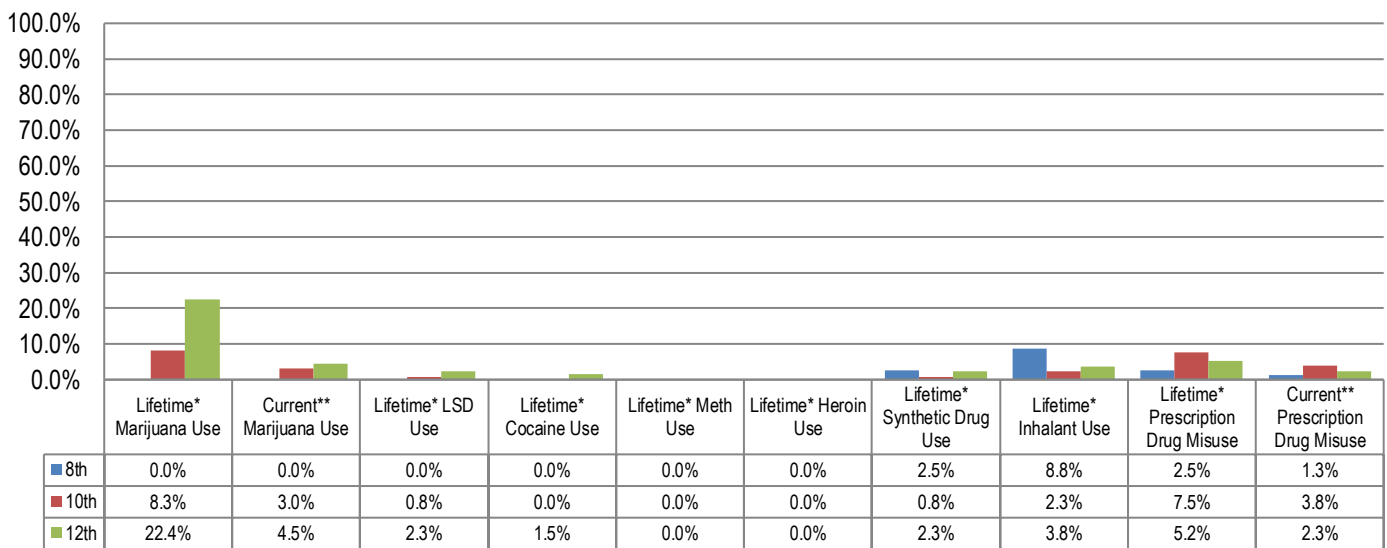 100.0%
90.0%
80.0%
70.0%
60.0%
50.0%
40.0%
30.0%
20.0%
10.0%
0.0%
Lifetime* Marijuana Use
Current** Marijuana Use
Lifetime* LSD Use
Lifetime* Cocaine Use
Lifetime* Meth Use
Lifetime* Heroin Use
Lifetime* Synthetic Drug Use
Lifetime* Inhalant Use
Lifetime* Prescription Drug Misuse
Current** Prescription Drug Misuse
8th 0.0% 0.0% 0.0% 0.0% 0.0% 0.0% 2.5% 8.8% 2.5% 1.3%
10th 8.3% 3.0% 0.8% 0.0% 0.0% 0.0% 0.8% 2.3% 7.5% 3.8%
12th 22.4% 4.5% 2.3% 1.5% 0.0% 0.0% 2.3% 3.8% 5.2% 2.3%